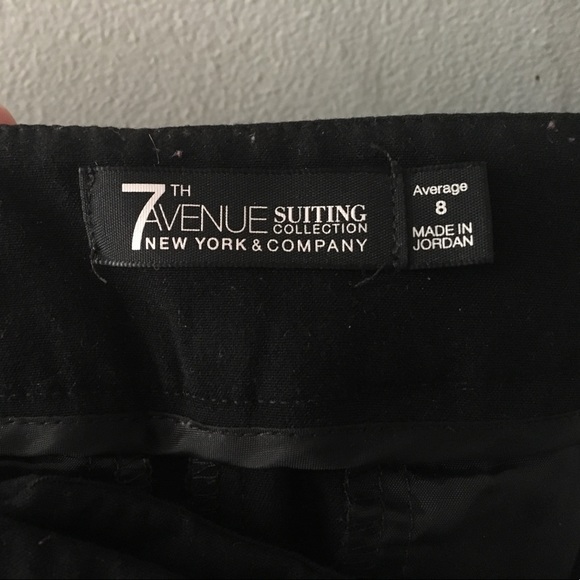 7TH
AVENUE SUITING
COLLECTION
NEW YORK & COMPANY
Average
8
MADE IN
JORDAN